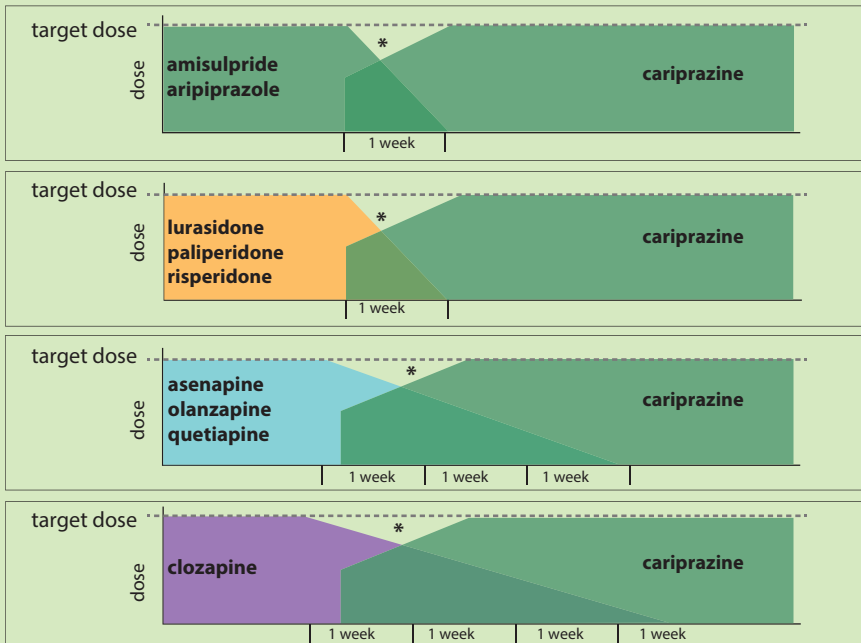 target dose
*
amisulpride
aripiprazole
cariprazine
dose
1 week
target dose
*
lurasidone
paliperidone
risperidone
cariprazine
dose
1 week
target dose
*
asenapine
olanzapine
quetiapine
cariprazine
dose
1 week 1 week 1 week
target dose
*
clozapine
cariprazine
dose
1 week 1 week 1 week 1 week